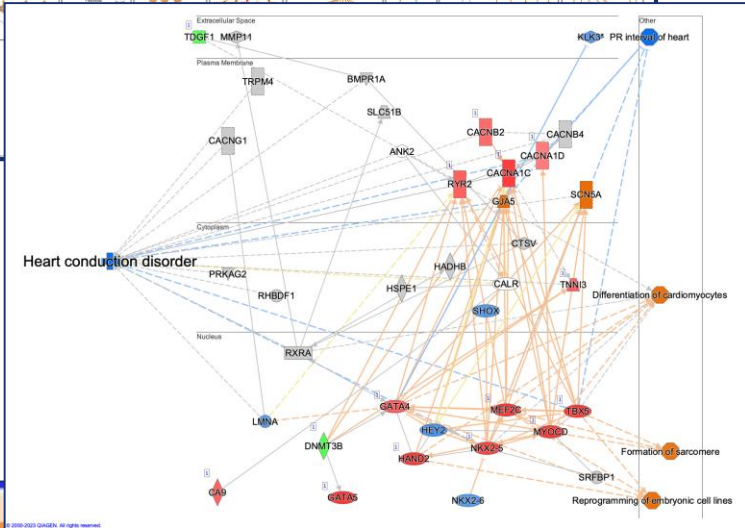 Extracellular Space
Other
TDGF1
MMP11
KLK3*
PR interval of heart
Plasma Membrane
TRPM4
BMPR1A
SLC51B
CACNG1
CACNB2
CACNB4
ANK2
CACNA1D
CACNA1C
RYR2
SCN5A
GJA5
Cytoplasm
CTSV
Heart conduction disorder
HADHB
PRKAG2
HSPE1
CALR
TNNI3
RHBDF1
Differentiation of cardiomyocytes
SHOX
Nucleus
RXRA
GATA4
MEF2C
TBX5
LMNA
HEY2
MYOCD
DNMT3B
NKX2-5
HAND2
Formation of sarcomere
SRFBP1
CA9
GATA5
NKX2-6
Reprogramming of embryonic cell lines
© 2000-2023 QIAGEN. All rights reserved.